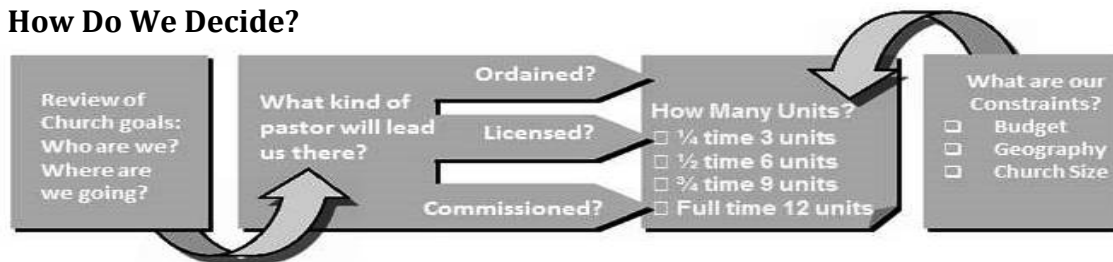 How Do We Decide?
Review of
Church goals:
Who are we?
Where are
we going?
What kind of
pastor will lead
us there?
Ordained?
Licensed?
Commissioned?
How Many Units?
□ ¼ time 3 units
□ ½ time 6 units
□ ¾ time 9 units
□ Full time 12 units
What are our
Constraints?
❑ Budget
❑ Geography
❑ Church Size